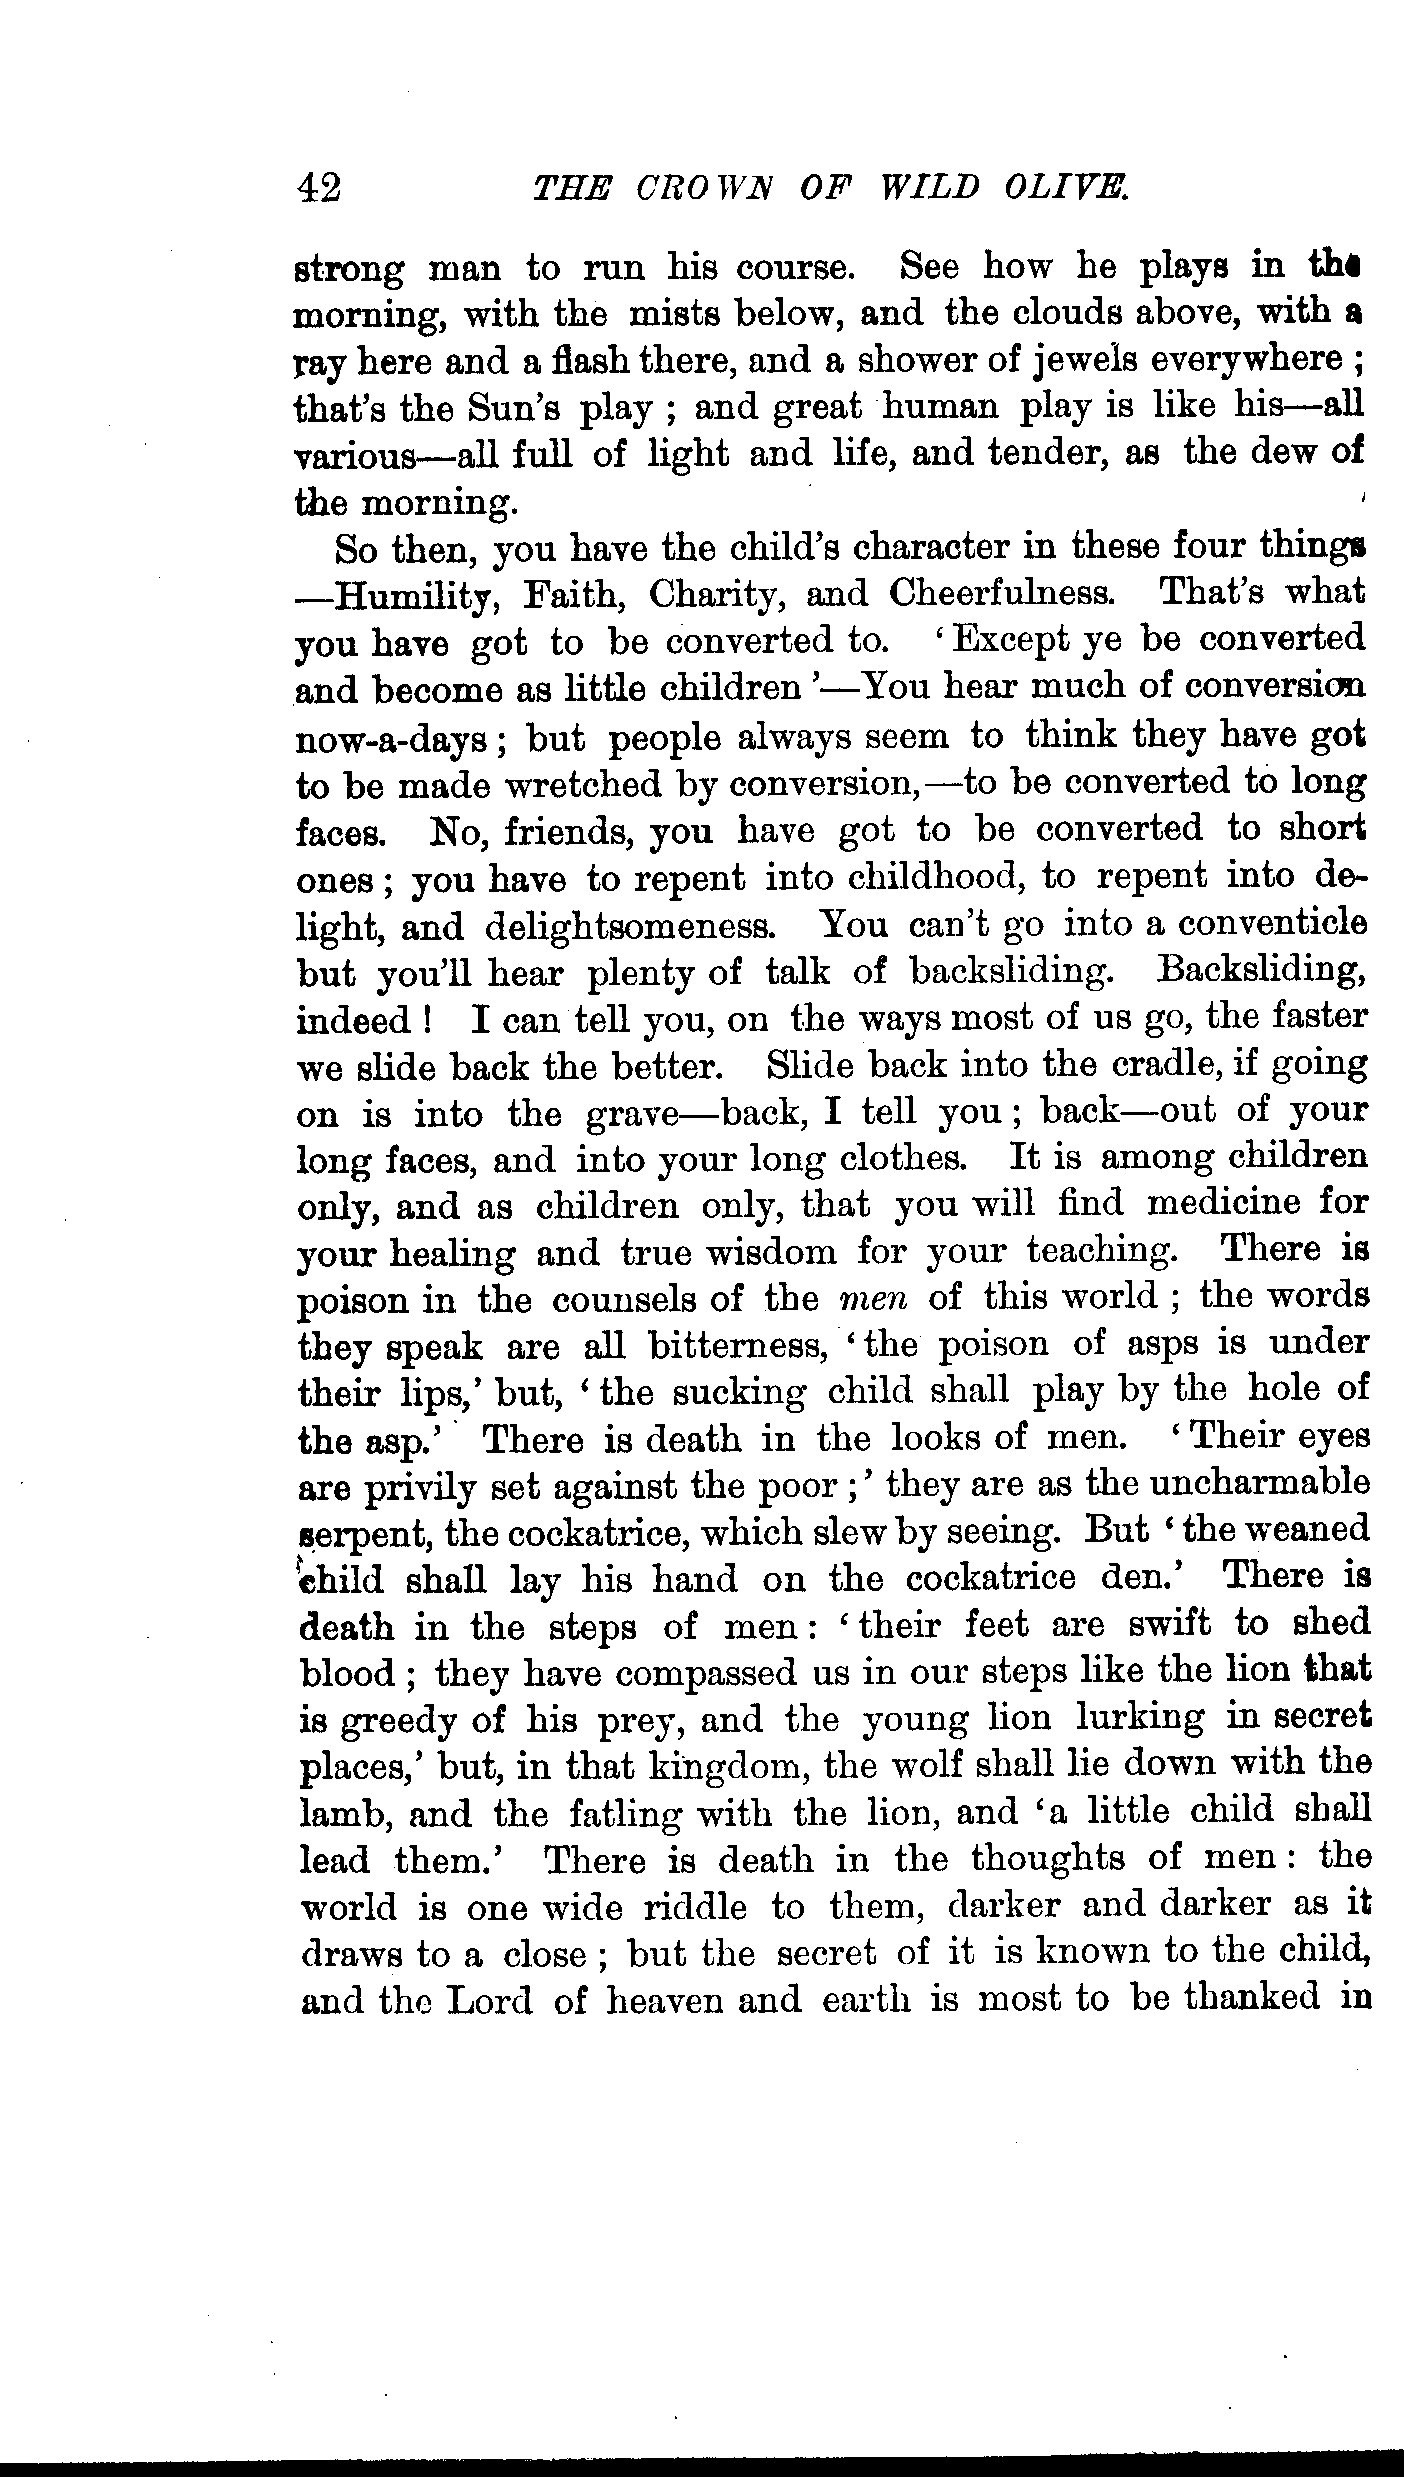 42 THE CROWN OF WILD OLIVE.
strong man to run his course. See how he plays in the
morning, with the mists below, and the clouds above, with a
ray here and a flash there, and a shower of jewels everywhere ;
that's the Sun's play ; and great human play is like his—all
various—all full of light and life, and tender, as the dew of
the morning.
So then, you have the child's character in these four things
—Humility, Faith, Charity, and Cheerfulness. That's what
you have got to be converted to. ‘Except ye be converted
and become as little children’—You hear much of conversion
now-a-days ; but people always seem to think they have got
to be made wretched by conversion,—to be converted to long
faces. No, friends, you have got to be converted to short
ones ; you have to repent into childhood, to repent into de-
light, and delightsomeness. You can't go into a conventicle
but you'll hear plenty of talk of backsliding. Backsliding,
indeed ! I can tell you, on the ways most of us go, the faster
we slide back the better. Slide back into the cradle, if going
on is into the grave—back, I tell you ; back—out of your
long faces, and into your long clothes. It is among children
only, and as children only, that you will find medicine for
your healing and true wisdom for your teaching. There is
poison in the counsels of the men of this world ; the words
they speak are all bitterness, ‘the poison of asps is under
their lips,’ but, ‘the sucking child shall play by the hole of
the asp.’ There is death in the looks of men. ‘Their eyes
are privily set against the poor ;’ they are as the uncharmable
serpent, the cockatrice, which slew by seeing. But ‘the weaned
child shall lay his hand on the cockatrice den.’ There is
death in the steps of men : ‘their feet are swift to shed
blood ; they have compassed us in our steps like the lion that
is greedy of his prey, and the young lion lurking in secret
places,’ but, in that kingdom, the wolf shall lie down with the
lamb, and the fatling with the lion, and ‘a little child shall
lead them.’ There is death in the thoughts of men : the
world is one wide riddle to them, darker and darker as it
draws to a close ; but the secret of it is known to the child,
and the Lord of heaven and earth is most to be thanked in